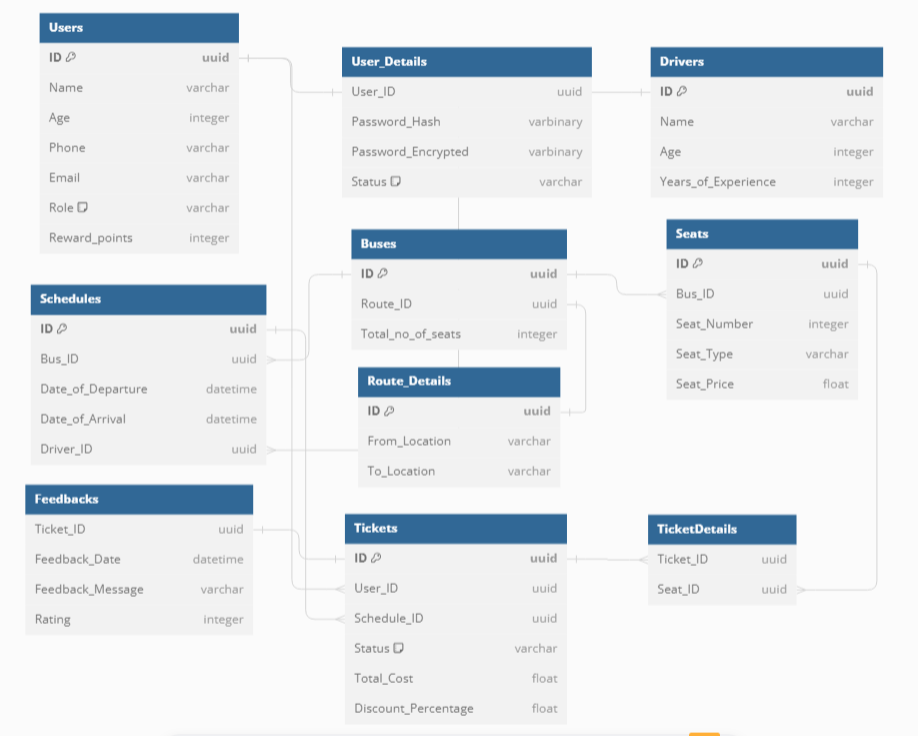 Users
ID uuid
Name varchar
Age integer
Phone varchar
Email varchar
Role varchar
Reward_points integer
User_Details
User_ID uuid
Password_Hash varbinary
Password_Encrypted varbinary
Status varchar
Drivers
ID uuid
Name varchar
Age integer
Years_of_Experience integer
Buses
ID uuid
Route_ID uuid
Total_no_of_seats integer
Seats
ID uuid
Bus_ID uuid
Seat_Number integer
Seat_Type varchar
Seat_Price float
Schedules
ID uuid
Bus_ID uuid
Date_of_Departure datetime
Date_of_Arrival datetime
Driver_ID uuid
Route_Details
ID uuid
From_Location varchar
To_Location varchar
Feedbacks
Ticket_ID uuid
Feedback_Date datetime
Feedback_Message varchar
Rating integer
Tickets
ID uuid
User_ID uuid
Schedule_ID uuid
Status varchar
Total_Cost float
Discount_Percentage float
TicketDetails
Ticket_ID uuid
Seat_ID uuid